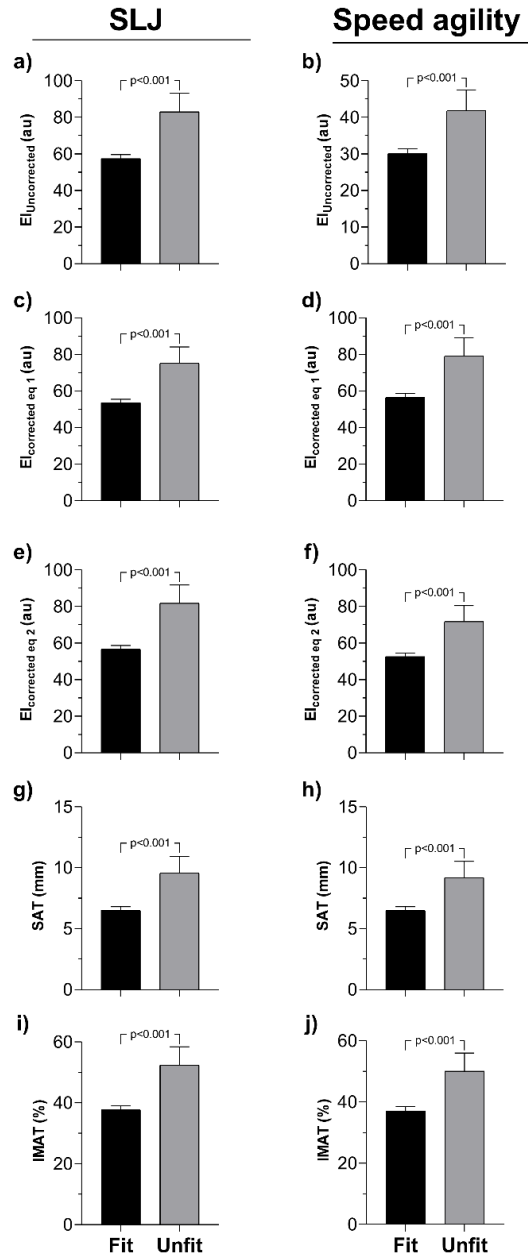 SLJ
Speed agility
a)
p<0.001
EIUncorrected (au)
100
80
60
40
20
0
b)
p<0.001
EIUncorrected (au)
50
40
30
20
10
0
c)
p<0.001
EIcorrected eq 1 (au)
100
80
60
40
20
0
d)
p<0.001
EIcorrected eq 1 (au)
100
80
60
40
20
0
e)
p<0.001
EIcorrected eq 2 (au)
100
80
60
40
20
0
f)
p<0.001
EIcorrected eq 2 (au)
100
80
60
40
20
0
g)
p<0.001
SAT (mm)
15
10
5
0
h)
p<0.001
SAT (mm)
15
10
5
0
i)
p<0.001
IMAT (%)
60
40
20
0
Fit Unfit
j)
p<0.001
IMAT (%)
60
40
20
0
Fit Unfit